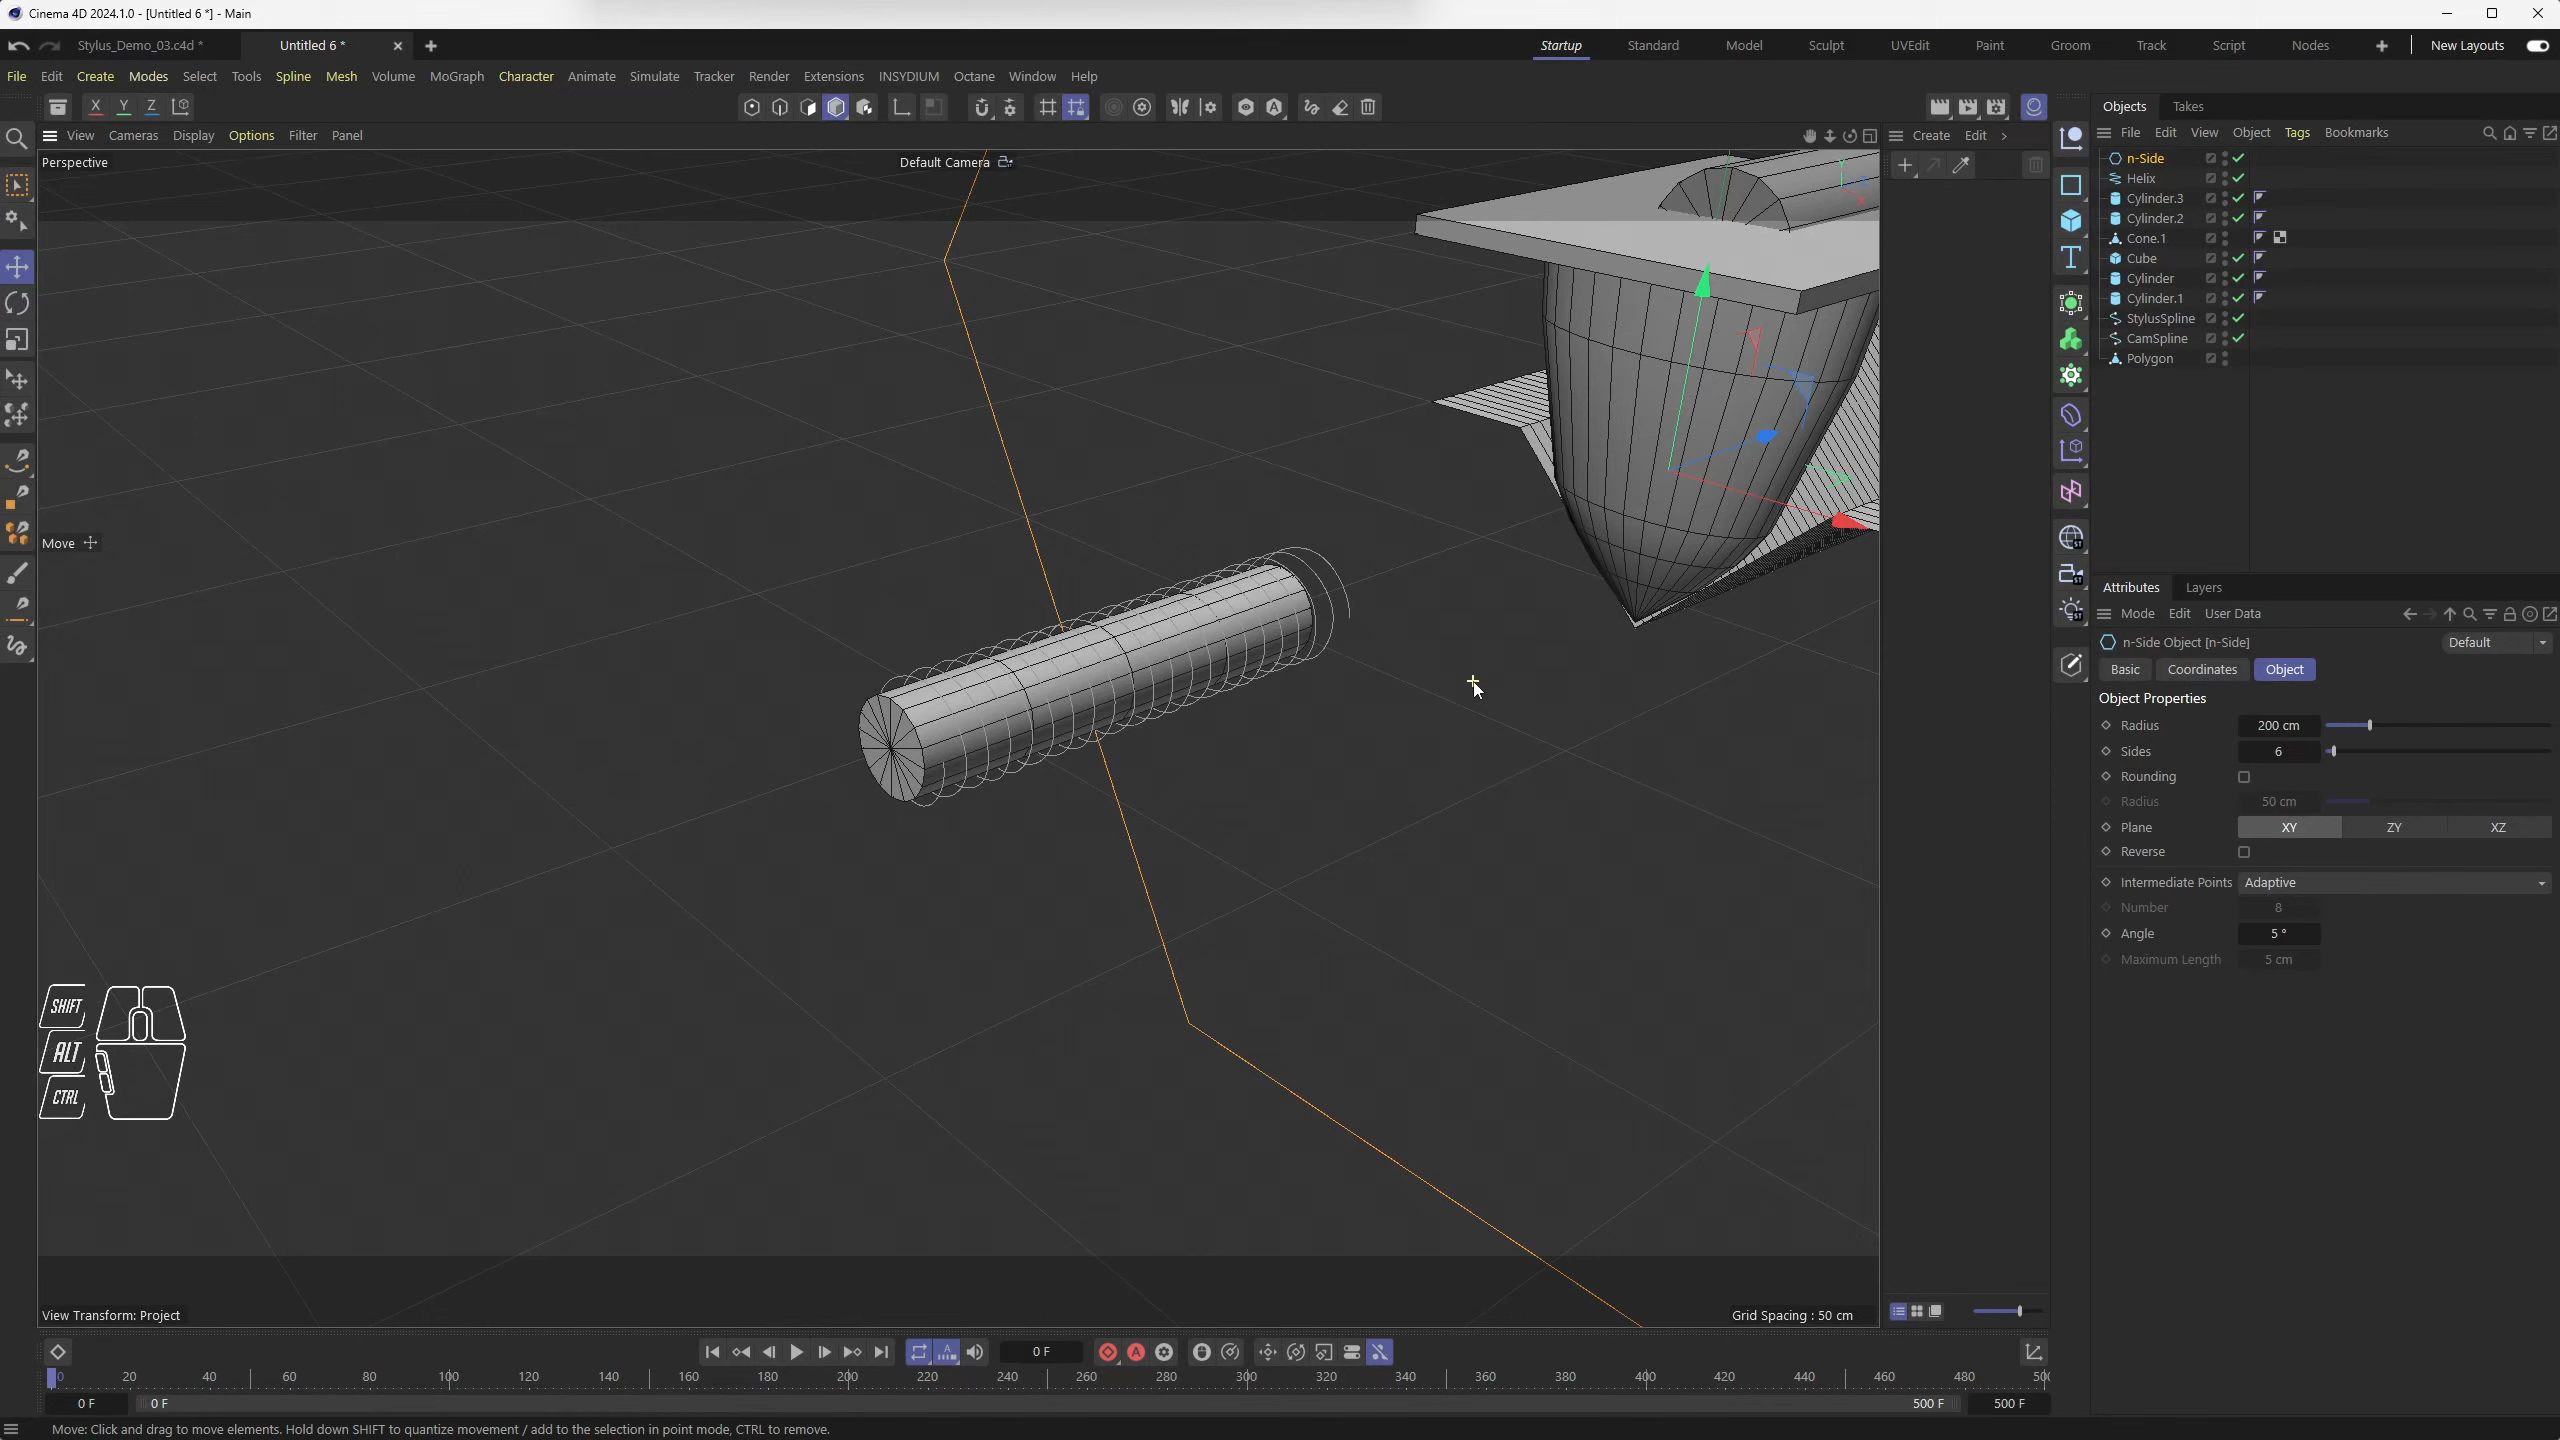 Cinema 4D 2024.1.0 - [Untitled 6 *] - Main
Stylus_Demo_03.c4d * Untitled 6 * Startup Standard Model Sculpt UVEdit Paint Groom Track Script Nodes New Layouts
File Edit Create Modes Select Tools Spline Mesh Volume MoGraph Character Animate Simulate Tracker Render Extensions INSYDIUM Octane Window Help
X Y Z
Objects Takes
View Cameras Display Options Filter Panel
Create Edit
File Edit View Object Tags Bookmarks
Perspective
Default Camera
n-Side
Helix
Cylinder.3
Cylinder.2
Cone.1
Cube
Cylinder
Cylinder.1
StylusSpline
CamSpline
Polygon
Move
Attributes Layers
Mode Edit User Data
n-Side Object [n-Side] Default
Basic Coordinates Object
Object Properties
Radius 200 cm
Sides 6
Rounding
Radius 50 cm
Plane XY ZY XZ
Reverse
Intermediate Points Adaptive
Number 8
Angle 5 °
Maximum Length 5 cm
SHIFT
ALT
CTRL
View Transform: Project
Grid Spacing : 50 cm
0 F
0 20 40 60 80 100 120 140 160 180 200 220 240 260 280 300 320 340 360 380 400 420 440 460 480 50
0 F 0 F 500 F 500 F
Move: Click and drag to move elements. Hold down SHIFT to quantize movement / add to the selection in point mode, CTRL to remove.